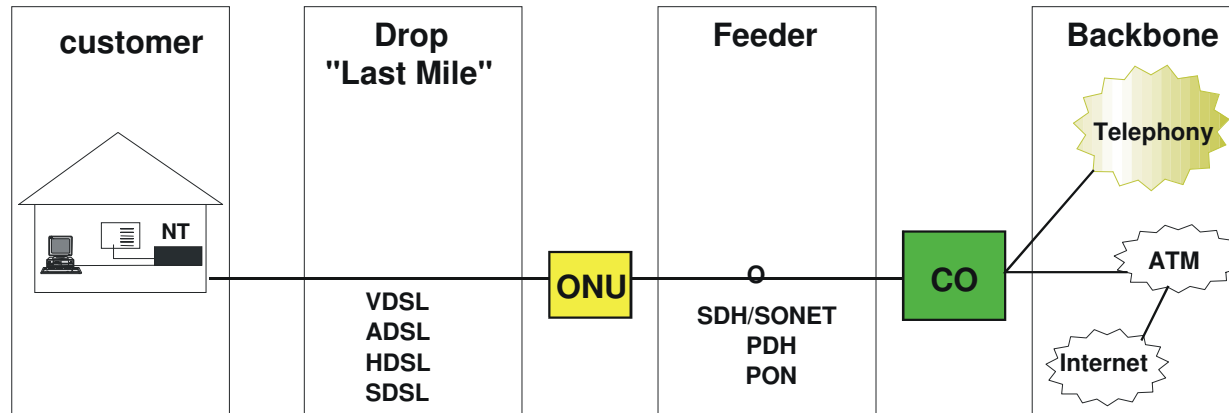 customer
NT
Drop
"Last Mile"
VDSL
ADSL
HDSL
SDSL
ONU
Feeder
O
SDH/SONET
PDH
PON
CO
Backbone
Telephony
ATM
Internet